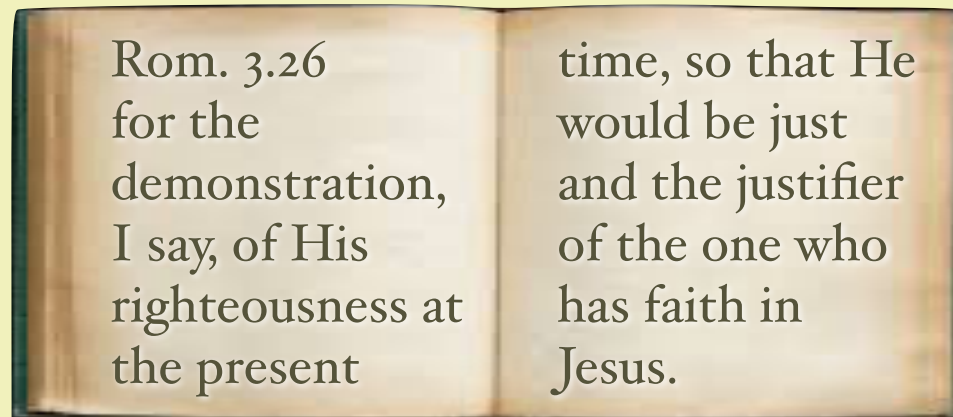 Rom. 3.26
for the
demonstration,
I say, of His
righteousness at
the present
time, so that He
would be just
and the justifier
of the one who
has faith in
Jesus.